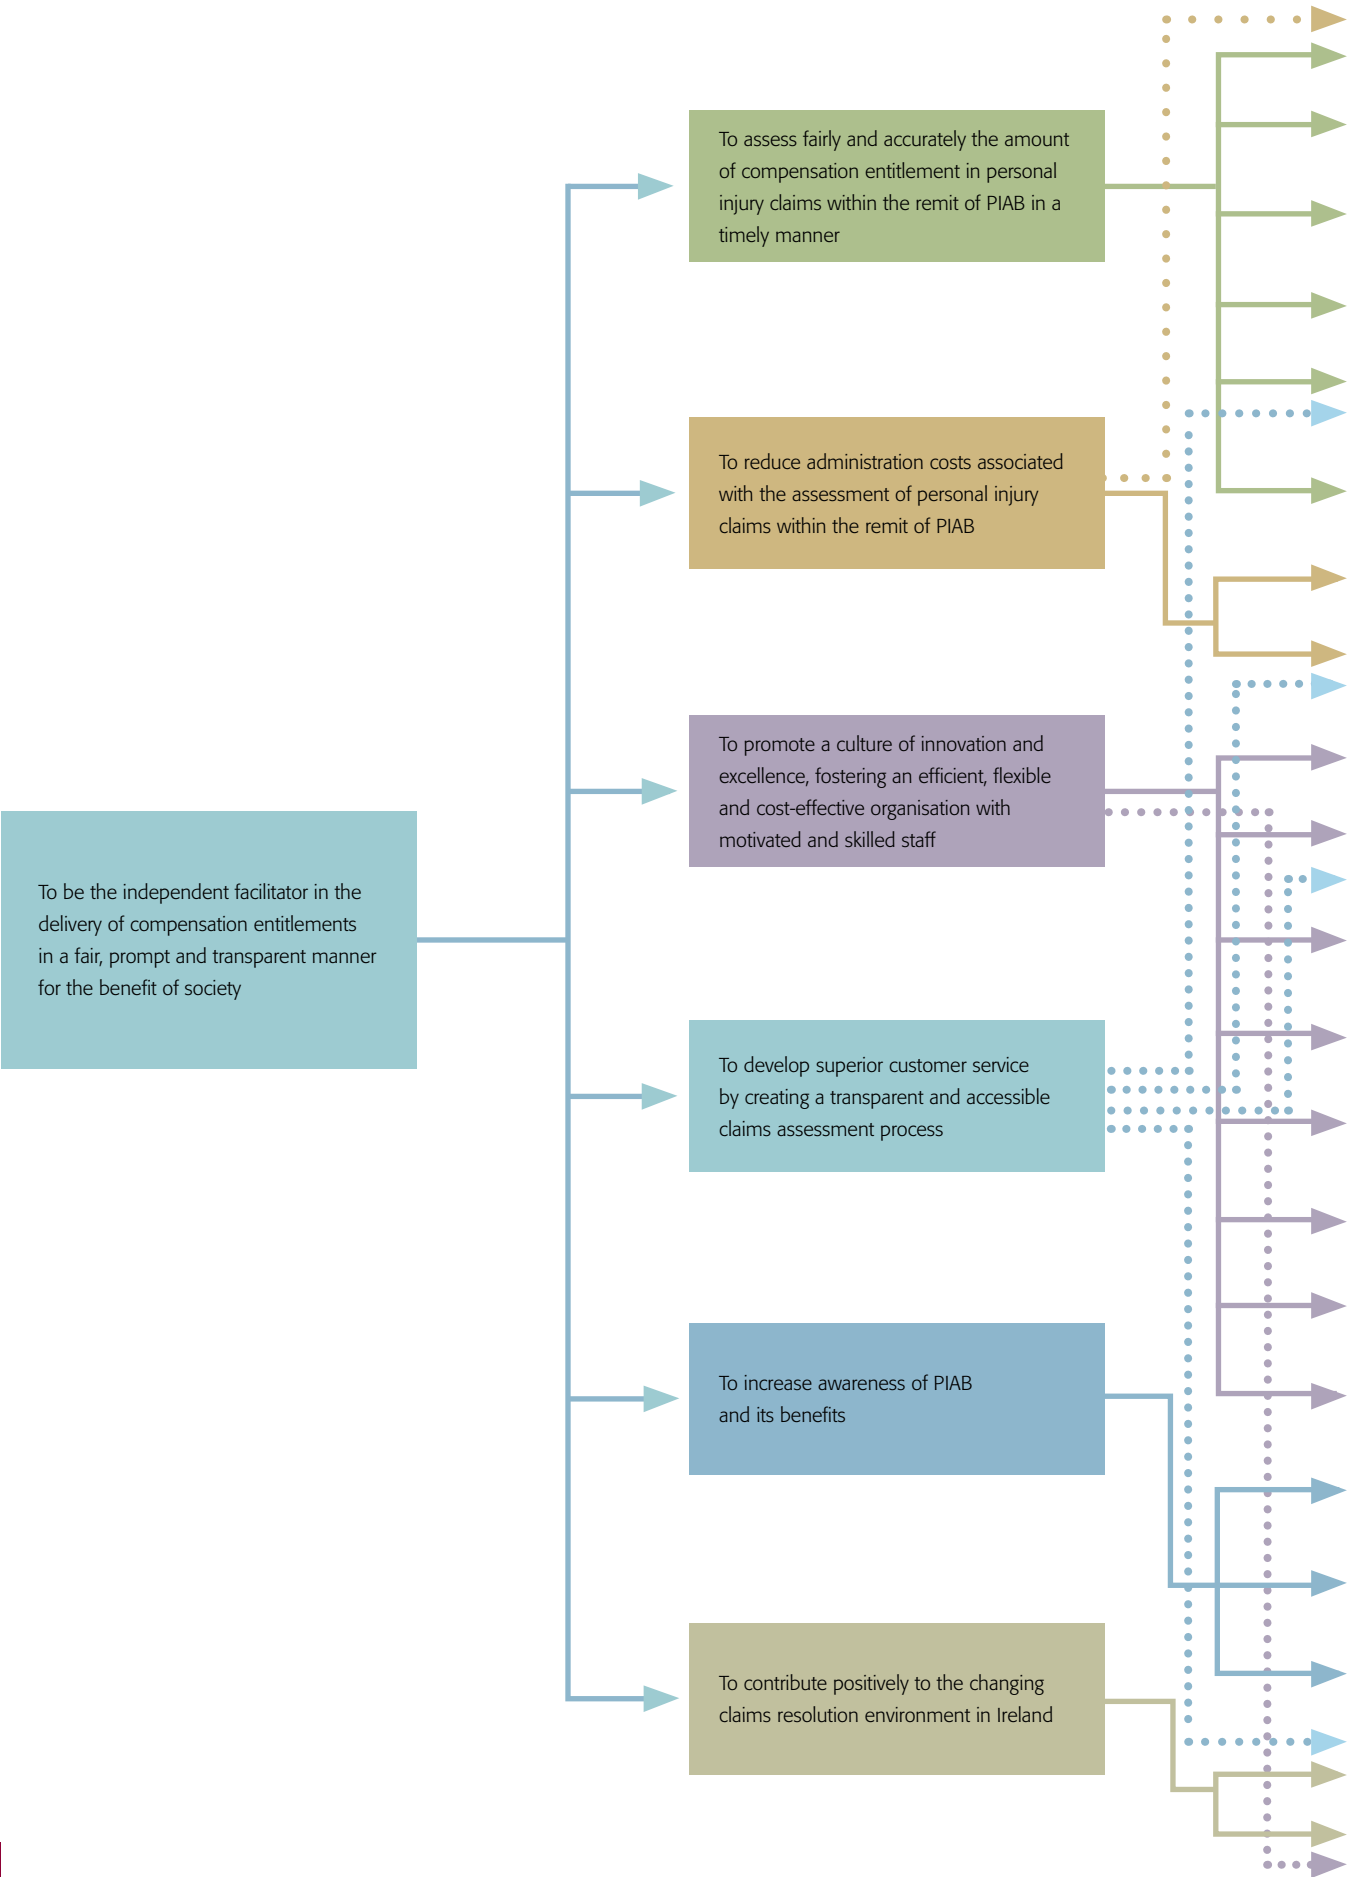 To assess fairly and accurately the amount
of compensation entitlement in personal
injury claims within the remit of PIAB in a
timely manner
To reduce administration costs associated
with the assessment of personal injury
claims within the remit of PIAB
To promote a culture of innovation and
excellence, fostering an efficient, flexible
and cost-effective organisation with
motivated and skilled staff
To be the independent facilitator in the
delivery of compensation entitlements
in a fair, prompt and transparent manner
for the benefit of society
To develop superior customer service
by creating a transparent and accessible
claims assessment process
To increase awareness of PIAB
and its benefits
To contribute positively to the changing
claims resolution environment in Ireland